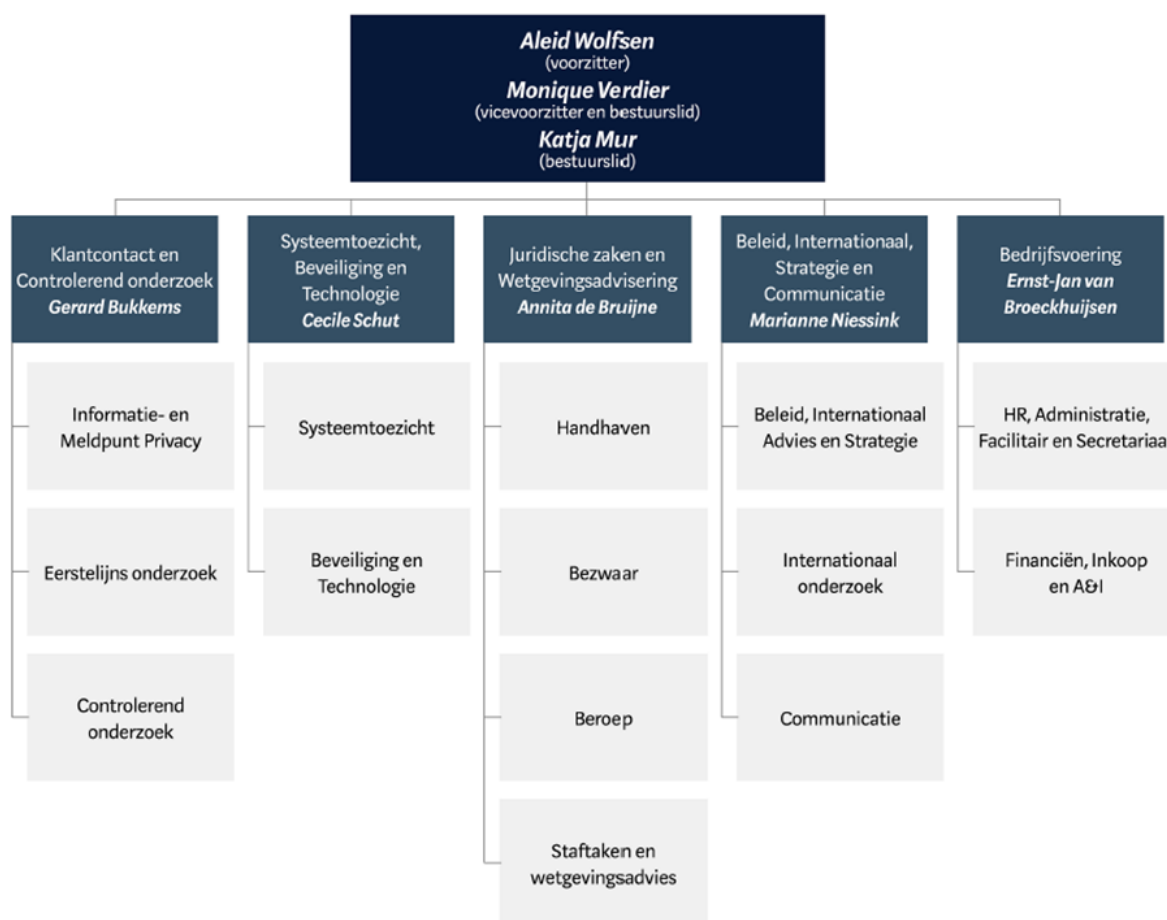 Aleid Wolfsen
(voorzitter)
Monique Verdier
(vicevoorzitter en bestuurslid)
Katja Mur
(bestuurslid)
Klantcontact en
Controlerend onderzoek
Gerard Bukkems
Systeemtoezicht,
Beveiliging en
Technologie
Cecile Schut
Juridische zaken en
Wetgevingsadvisering
Annita de Bruijne
Beleid, Internationaal,
Strategie en
Communicatie
Marianne Niessink
Bedrijfsvoering
Ernst-Jan van
Broeckhuijsen
Informatie- en
Meldpunt Privacy
Systeemtoezicht
Handhaven
Beleid, Internationaal
Advies en Strategie
HR, Administratie,
Facilitair en Secretariaa
Eerstelijns onderzoek
Beveiliging en
Technologie
Bezwaar
Internationaal
onderzoek
Financiën, Inkoop
en A&I
Controlerend
onderzoek
Beroep
Communicatie
Staftaken en
wetgevingsadvies